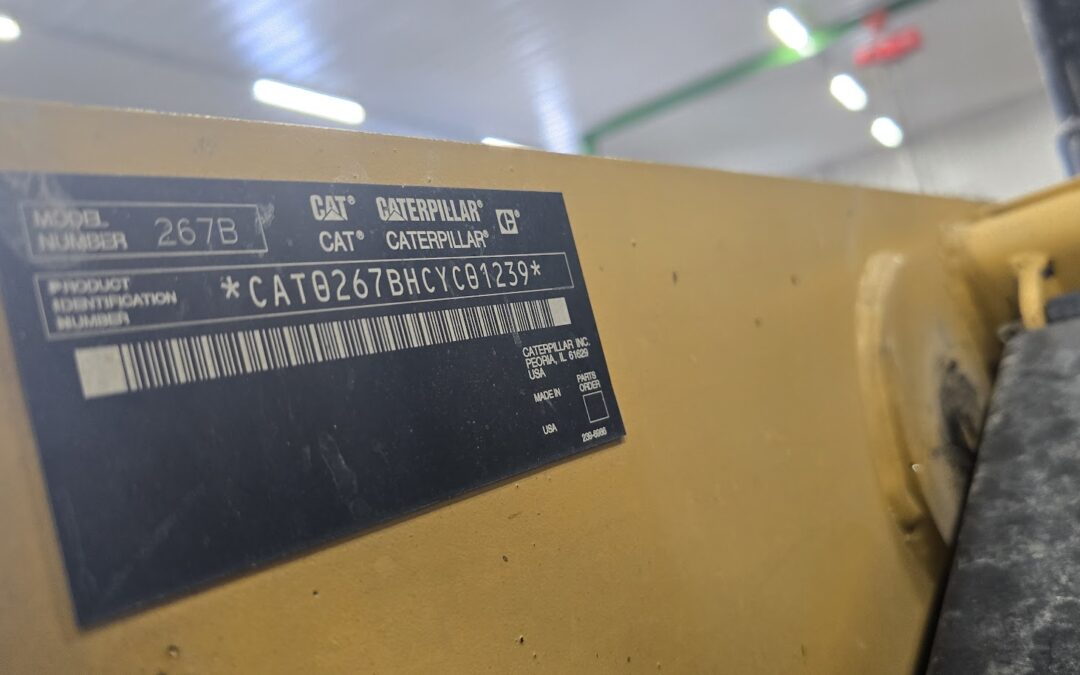 MODEL NUMBER 267B
CAT® CATERPILLAR® C®
CAT® CATERPILLAR®
PRODUCT IDENTIFICATION NUMBER
*CAT0267BHCYC01239*
CATERPILLAR INC.
PEORIA, IL 61629
USA
MADE IN
USA
PARTS
ORDER